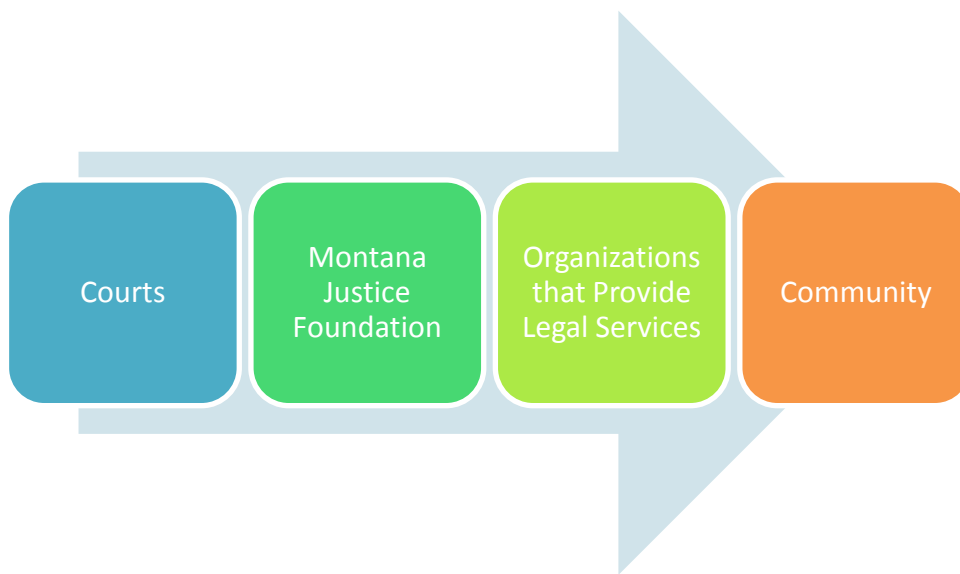 Courts
Montana
Justice
Foundation
Organizations
that Provide
Legal Services
Community